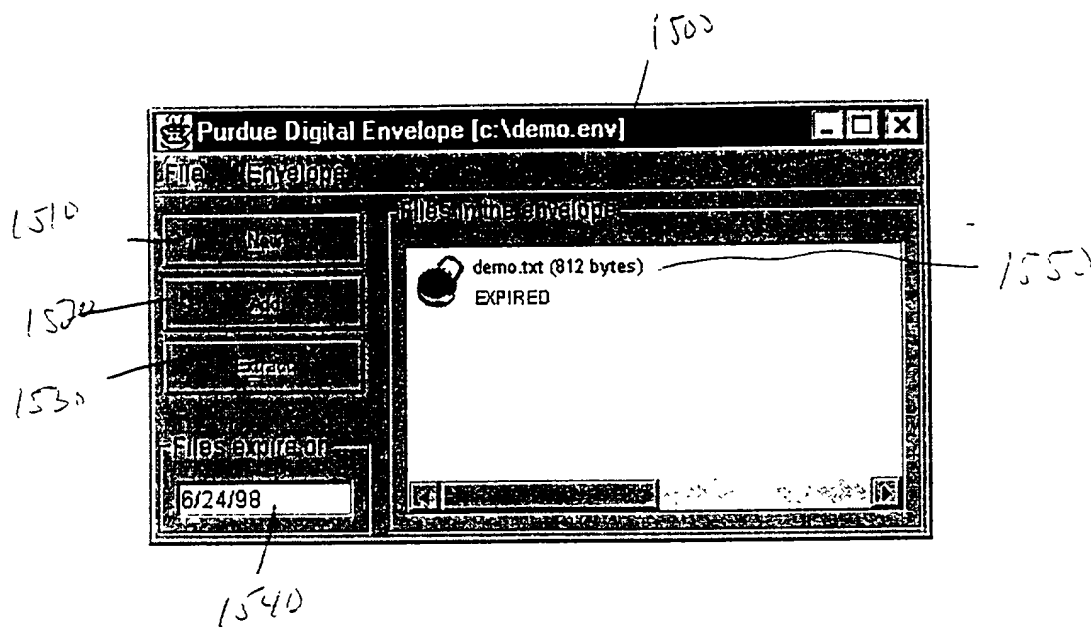 1500
Purdue Digital Envelope [c:\demo.env]
File Envelope
1510
New
Files in the envelope
demo.txt (812 bytes)
1550
EXPIRED
1520
Add
1530
Extract
Files expire on
6/24/98
1540